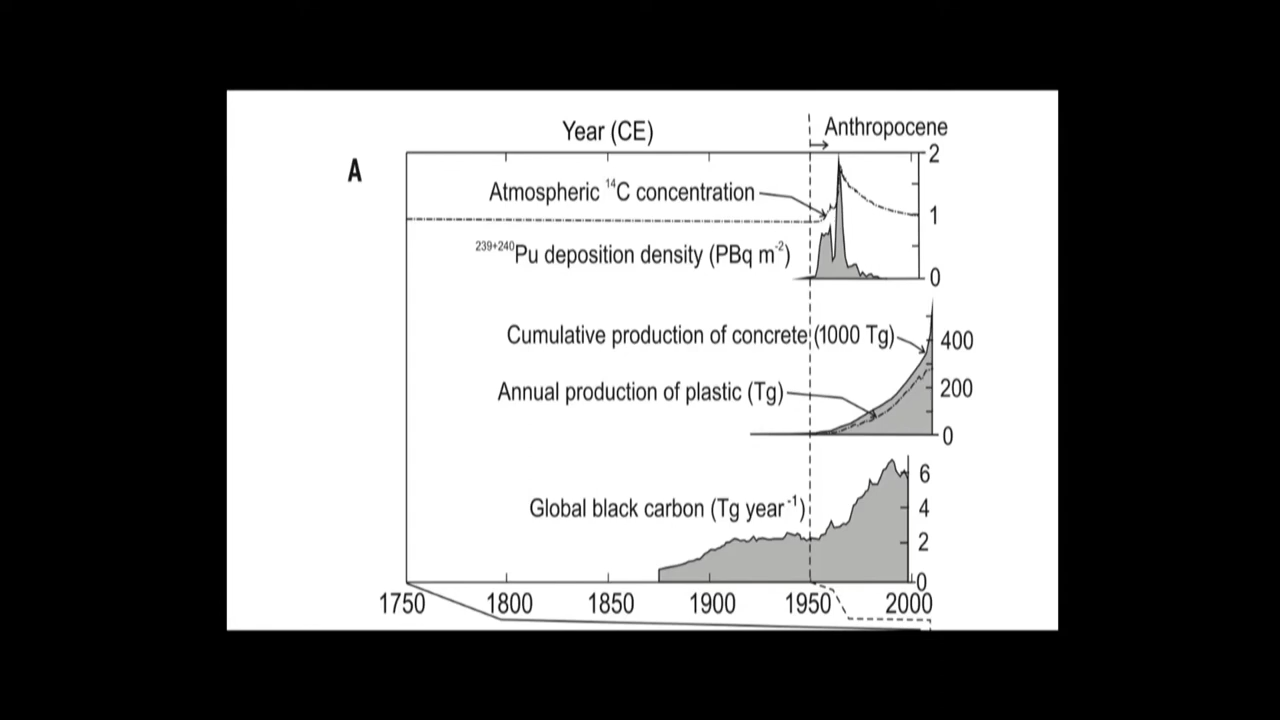 Year (CE)
Anthropocene
A
2
Atmospheric ¹⁴C concentration
1
²³⁹⁺²⁴⁰Pu deposition density (PBq m⁻²)
0
Cumulative production of concrete (1000 Tg)
400
Annual production of plastic (Tg)
200
0
6
Global black carbon (Tg year⁻¹)
4
2
0
1750 1800 1850 1900 1950 2000